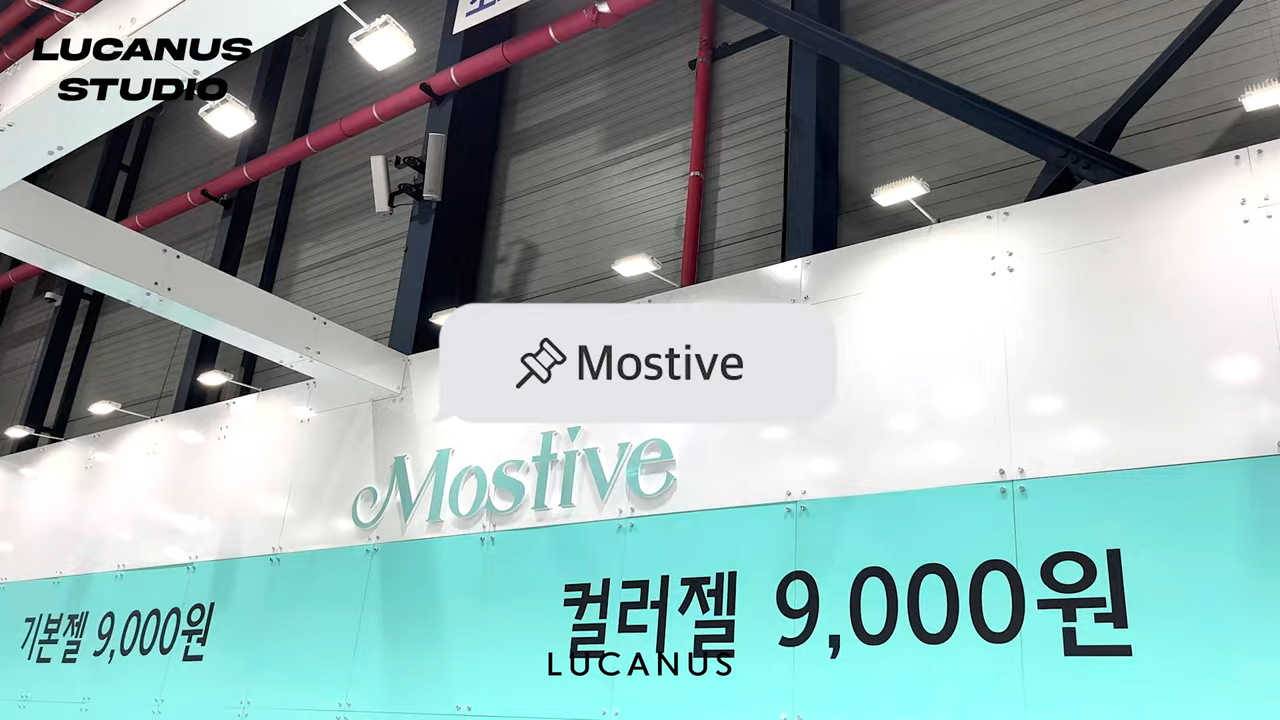 LUCANUS
STUDIO
Mostive
Mostive
기본젤 9,000원
컬러젤 9,000원
LUCANUS